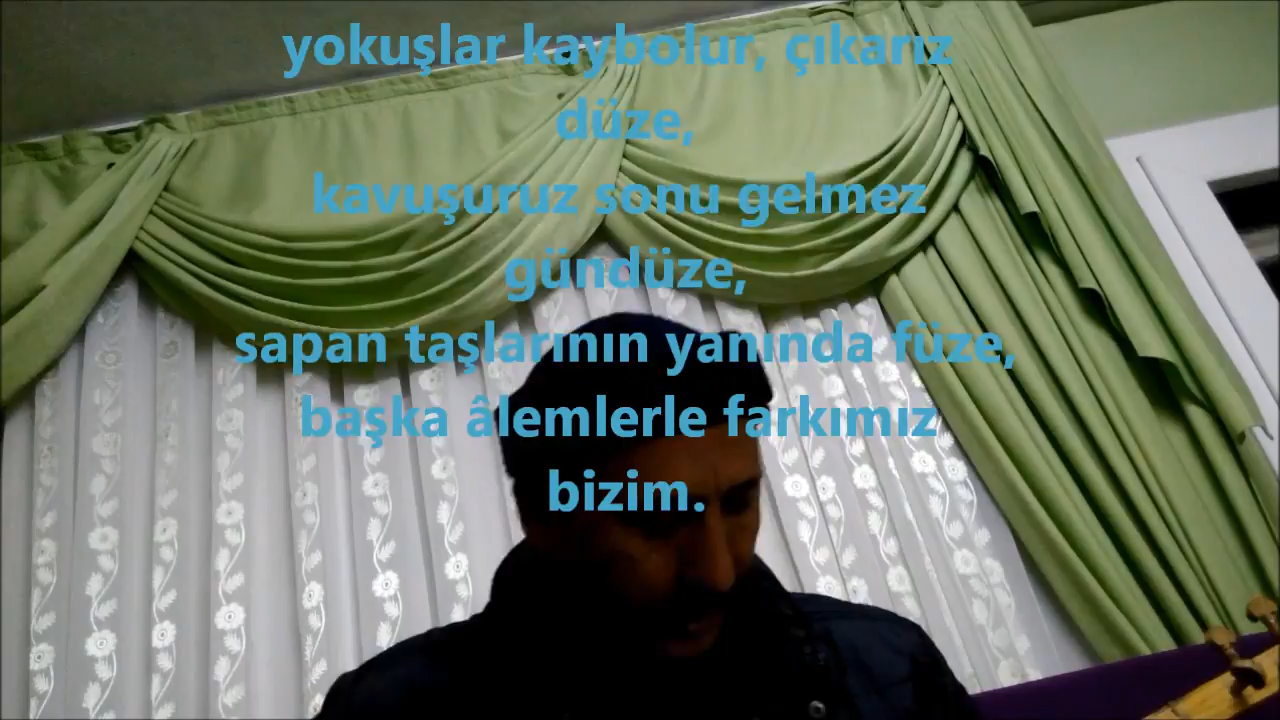 yokuşlar kaybolur, çıkarız
düze,
kavuşuruz sonu gelmez
gündüze,
sapan taşlarının yanında füze,
başka âlemlerle farkımız
bizim.